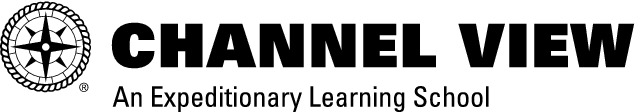 CHANNEL VIEW
®
An Expeditionary Learning School